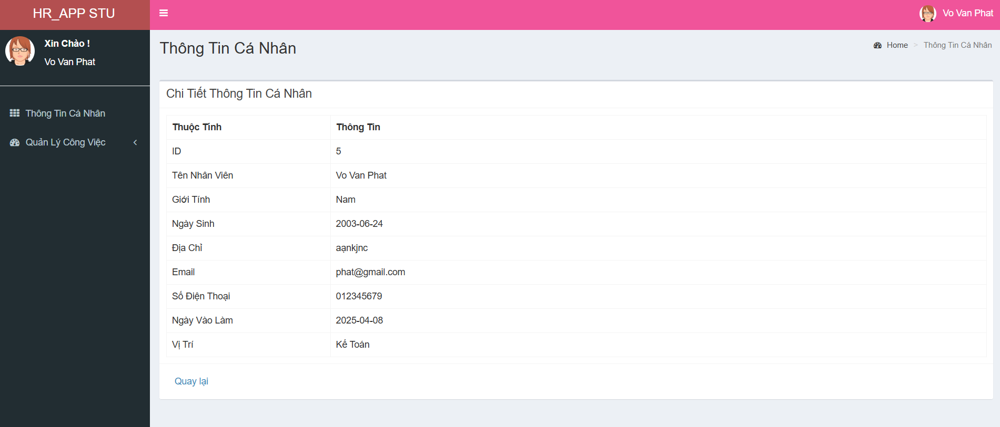 HR_APP STU
Vo Van Phat
Xin Chào !
Vo Van Phat
Thông Tin Cá Nhân
Quản Lý Công Việc
Thông Tin Cá Nhân
Home > Thông Tin Cá Nhân
Chi Tiết Thông Tin Cá Nhân
Thuộc Tính Thông Tin
ID 5
Tên Nhân Viên Vo Van Phat
Giới Tính Nam
Ngày Sinh 2003-06-24
Địa Chỉ aạnkjnc
Email phat@gmail.com
Số Điện Thoại 012345679
Ngày Vào Làm 2025-04-08
Vị Trí Kế Toán
Quay lại